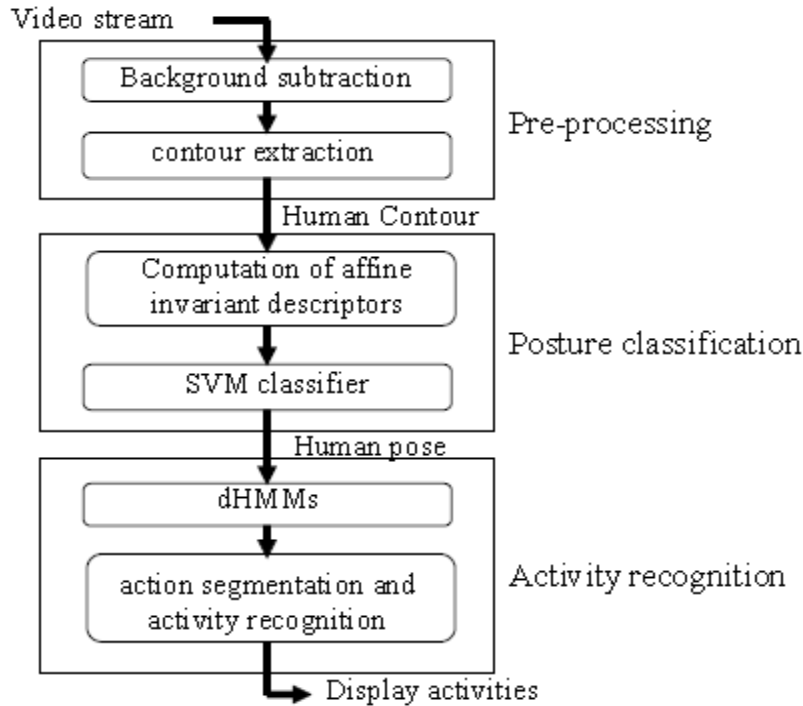 Video stream
Background subtraction
contour extraction
Pre-processing
Human Contour
Computation of affine
invariant descriptors
SVM classifier
Posture classification
Human pose
dHMMs
action segmentation and
activity recognition
Activity recognition
Display activities